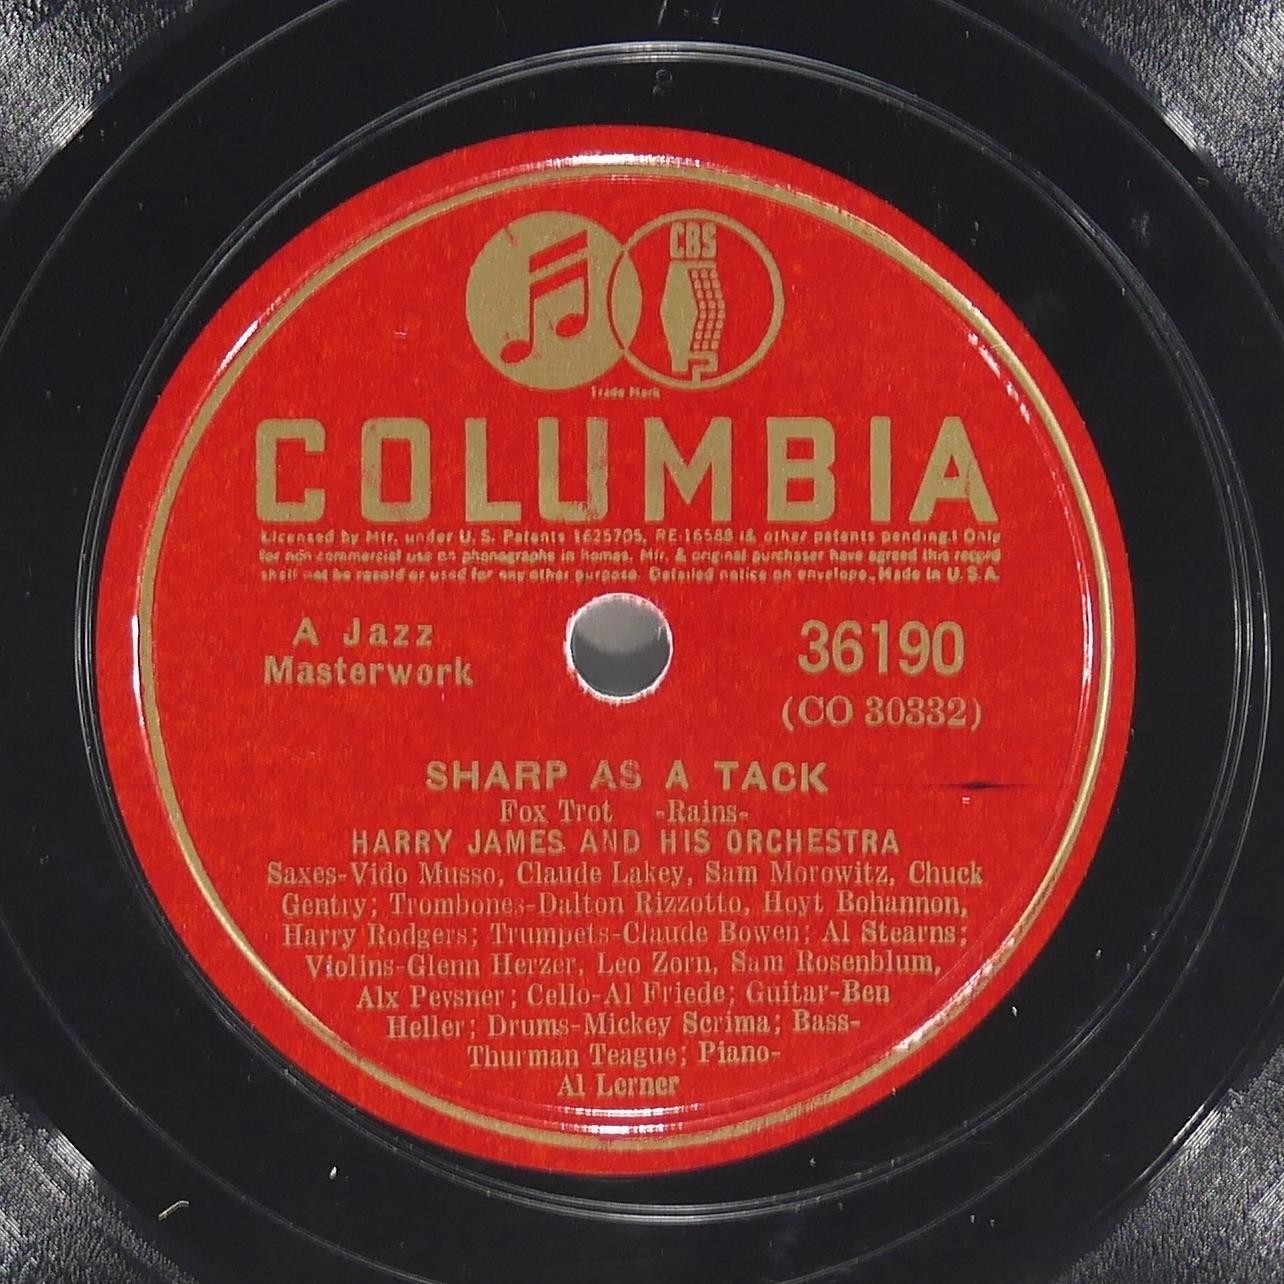 CBS
Trade Mark
COLUMBIA
Licensed by Mfr. under U.S. Patents 1625705, RE-16588 (& other patents pending.) Only
for non commercial use on phonographs in homes. Mfr. & original purchaser have agreed this record
shall not be resold or used for any other purpose. Detailed notice on envelope. Made in U.S.A.
A Jazz
Masterwork
36190
(CO 30332)
SHARP AS A TACK
Fox Trot -Rains-
HARRY JAMES AND HIS ORCHESTRA
Saxes-Vido Musso, Claude Lakey, Sam Morowitz, Chuck
Gentry; Trombones-Dalton Rizzotto, Hoyt Bohannon,
Harry Rodgers; Trumpets-Claude Bowen; Al Stearns;
Violins-Glenn Herzer, Leo Zorn, Sam Rosenblum,
Alx Pevsner; Cello-Al Friede; Guitar-Ben
Heller; Drums-Mickey Scrima; Bass-
Thurman Teague; Piano-
Al Lerner